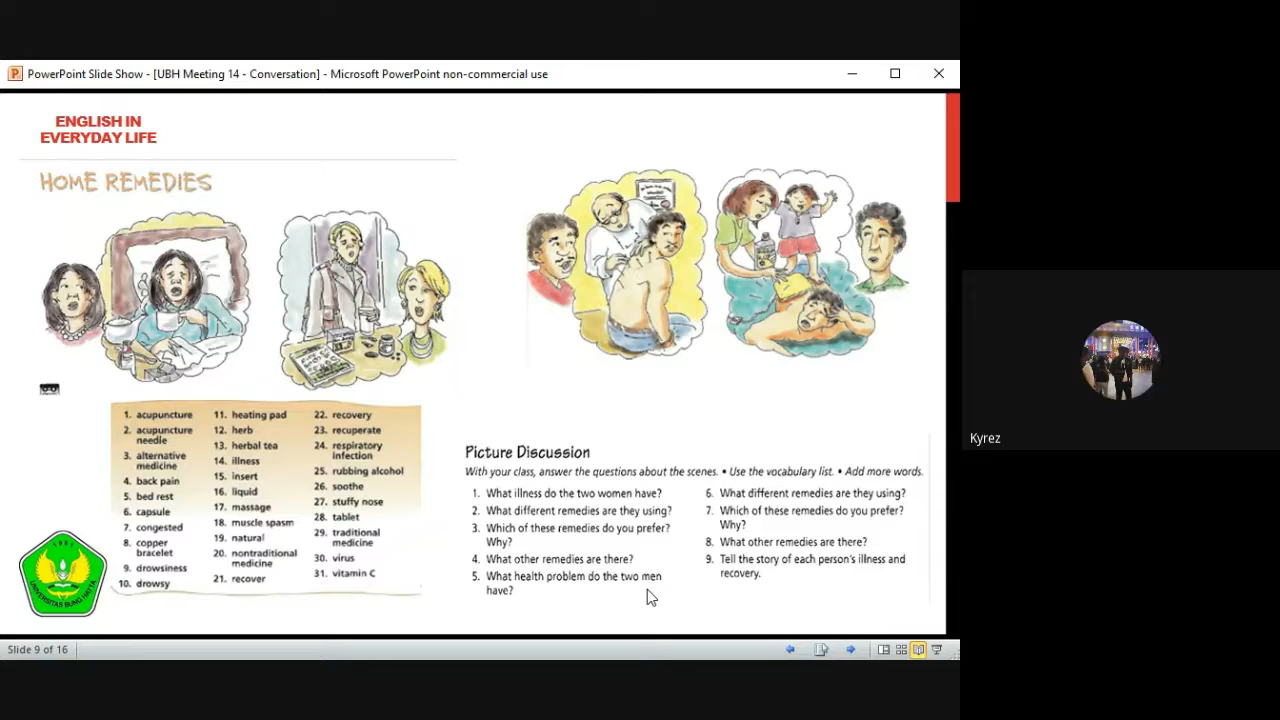 PowerPoint Slide Show - [UBH Meeting 14 - Conversation] - Microsoft PowerPoint non-commercial use
ENGLISH IN
EVERYDAY LIFE
HOME REMEDIES
1. acupuncture
2. acupuncture
needle
3. alternative
medicine
4. back pain
5. bed rest
6. capsule
7. congested
8. copper
bracelet
9. drowsiness
10. drowsy
11. heating pad
12. herb
13. herbal tea
14. illness
15. insert
16. liquid
17. massage
18. muscle spasm
19. natural
20. nontraditional
medicine
21. recover
22. recovery
23. recuperate
24. respiratory
infection
25. rubbing alcohol
26. soothe
27. stuffy nose
28. tablet
29. traditional
medicine
30. virus
31. vitamin C
Picture Discussion
With your class, answer the questions about the scenes. • Use the vocabulary list. • Add more words.
1. What illness do the two women have?
2. What different remedies are they using?
3. Which of these remedies do you prefer?
Why?
4. What other remedies are there?
5. What health problem do the two men
have?
6. What different remedies are they using?
7. Which of these remedies do you prefer?
Why?
8. What other remedies are there?
9. Tell the story of each person's illness and
recovery.
UNIVERSITAS BUNG HATTA
Slide 9 of 16
Kyrez